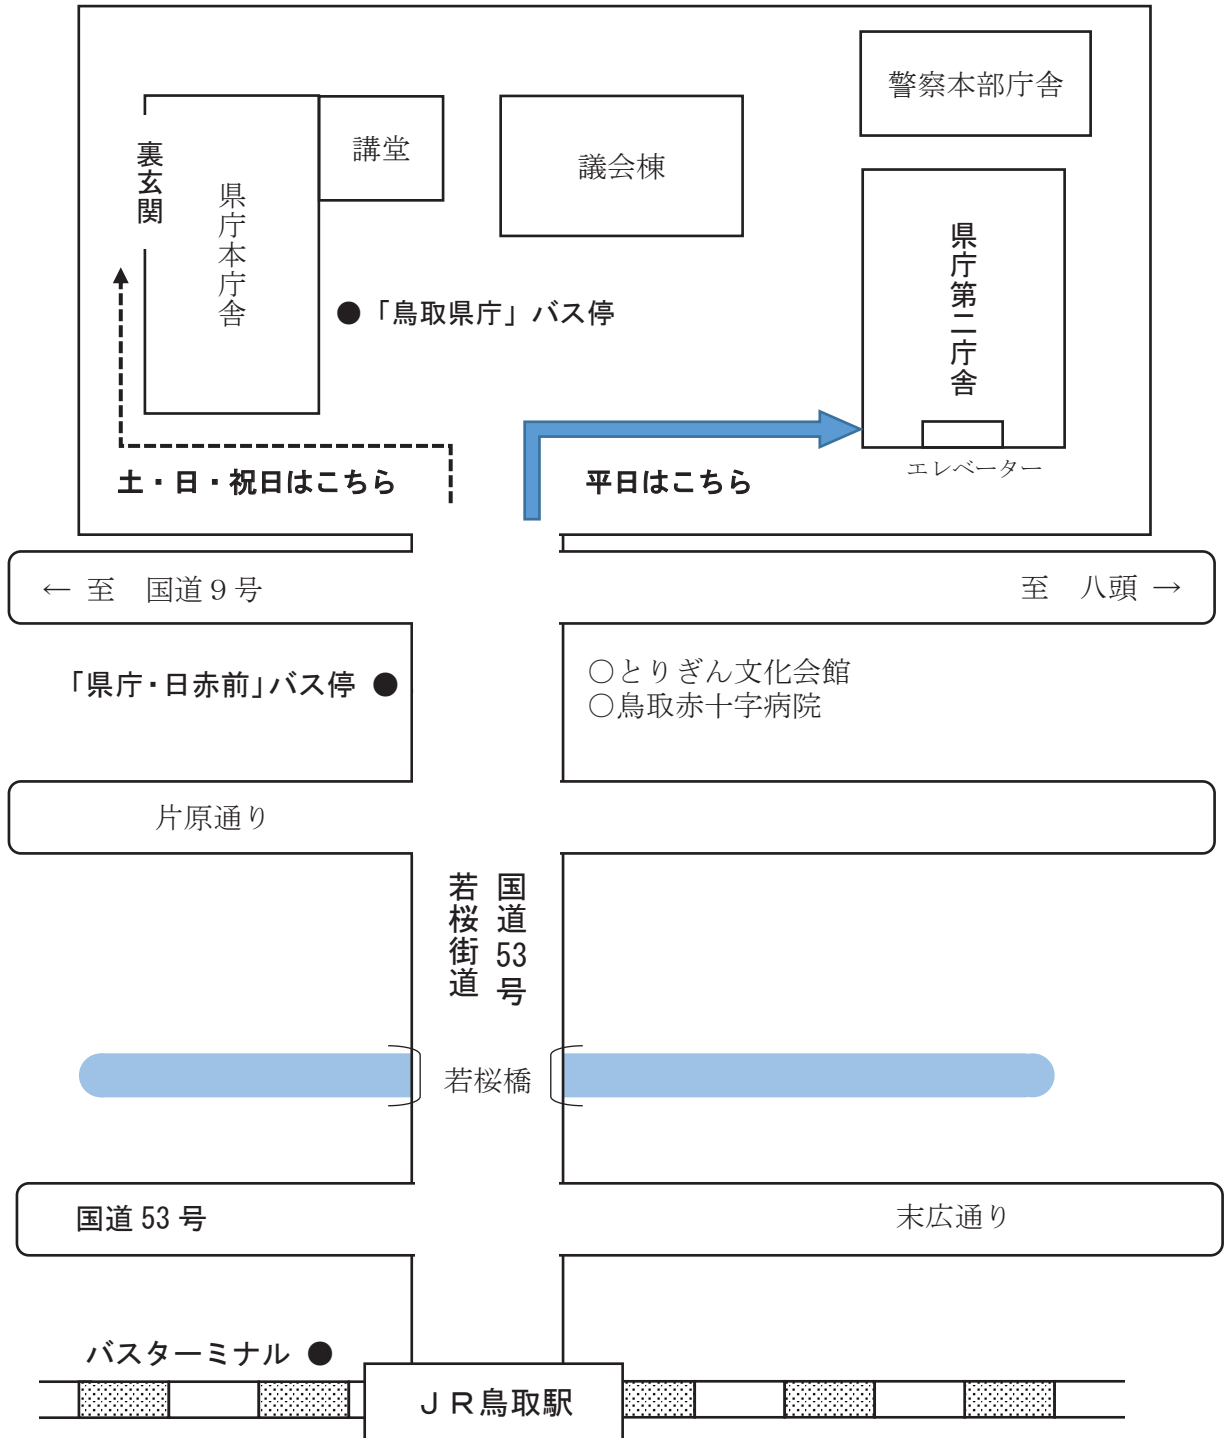 警察本部庁舎
講堂
議会棟
裏玄関
県庁本庁舎
県庁第二庁舎
●「鳥取県庁」バス停
土・日・祝日はこちら
平日はこちら
エレベーター
← 至　国道９号
至　八頭 →
「県庁・日赤前」バス停 ●
○とりぎん文化会館
○鳥取赤十字病院
片原通り
国道53号
若桜街道
若桜橋
国道 53 号
末広通り
バスターミナル ●
ＪＲ鳥取駅